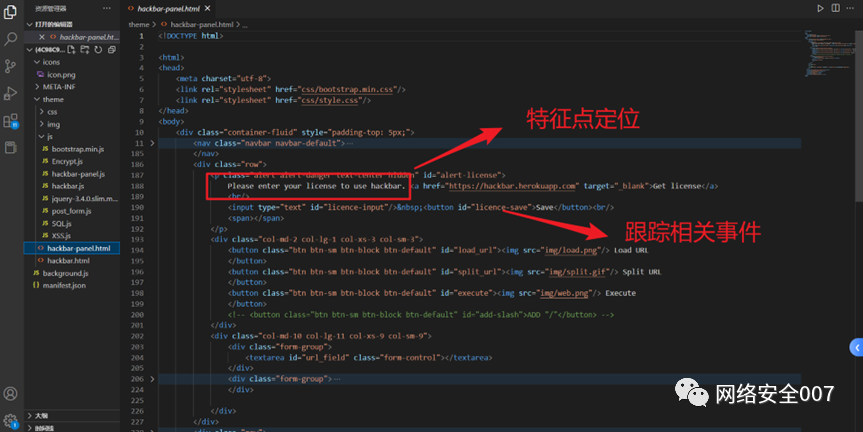 资源管理器
hackbar-panel.html
打开的编辑器
hackbar-panel.ht...
theme > hackbar-panel.html > ...
icons
icon.png
META-INF
theme
css
img
js
bootstrap.min.js
Encrypt.js
hackbar-panel.js
hackbar.js
jquery-3.4.0.slim.m...
post_form.js
SQL.js
XSS.js
hackbar-panel.html
hackbar.html
background.js
manifest.json
大纲
时间线
1 <!DOCTYPE html>
2
3 <html>
4 <head>
5 <meta charset="utf-8">
6 <link rel="stylesheet" href="css/bootstrap.min.css"/>
7 <link rel="stylesheet" href="css/style.css"/>
8 </head>
9 <body>
10 <div class="container-fluid" style="padding-top: 5px;">
11 <nav class="navbar navbar-default">
185 </nav>
186 <div class="row">
187 <p class="alert alert-danger text-center hidden" id="alert-license">
188 Please enter your license to use hackbar. <a href="https://hackbar.herokuapp.com" target="_blank">Get license</a>
189 <br/>
190 <input type="text" id="licence-input"/>&nbsp;<button id="licence-save">Save</button><br/>
191 <span></span>
192 </p>
193 <div class="col-md-2 col-lg-1 col-xs-3 col-sm-3">
194 <button class="btn btn-sm btn-block btn-default" id="load_url"><img src="img/load.png"/> Load URL
195 </button>
196 <button class="btn btn-sm btn-block btn-default" id="split_url"><img src="img/split.gif"/> Split URL
197 </button>
198 <button class="btn btn-sm btn-block btn-default" id="execute"><img src="img/web.png"/> Execute
199 </button>
200 <!-- <button class="btn btn-sm btn-block btn-default" id="add-slash">ADD "/"</button> -->
201 </div>
202 <div class="col-md-10 col-lg-11 col-xs-9 col-sm-9">
203 <div class="form-group">
204 <textarea id="url_field" class="form-control"></textarea>
205 </div>
206 <div class="form-group">
224 </div>
225
226 </div>
227 </div>
特征点定位
跟踪相关事件
网络安全007